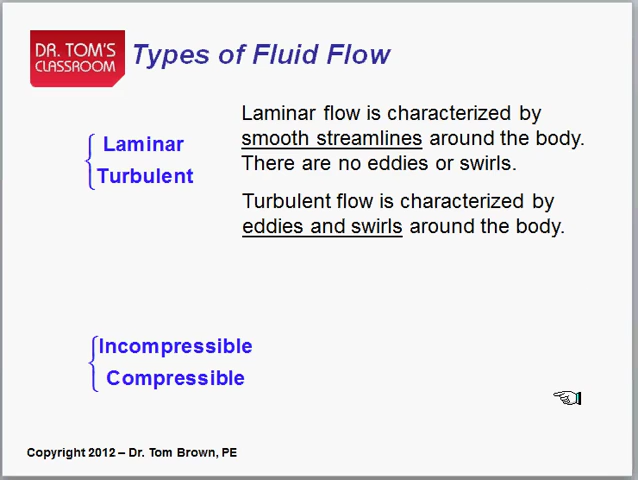 DR. TOM'S
CLASSROOM
Types of Fluid Flow
Laminar
Turbulent
Laminar flow is characterized by
smooth streamlines around the body.
There are no eddies or swirls.
Turbulent flow is characterized by
eddies and swirls around the body.
Incompressible
Compressible
Copyright 2012 – Dr. Tom Brown, PE